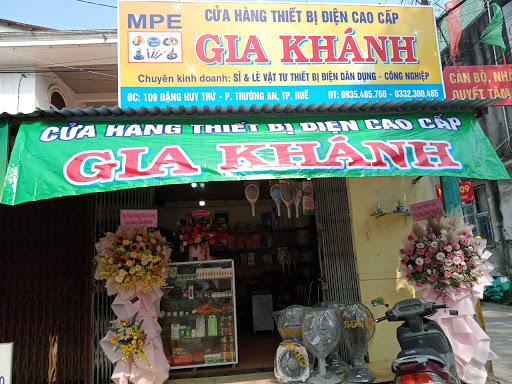 MPE
CỬA HÀNG THIẾT BỊ ĐIỆN CAO CẤP
GIA KHÁNH
Chuyên kinh doanh: SỈ & LẺ VẬT TƯ THIẾT BỊ ĐIỆN DÂN DỤNG - CÔNG NGHIỆP
ĐC: 109 ĐẶNG HUY TRỨ - P. TRƯỜNG AN, TP. HUẾ ĐT: 0935.485.760 - 0332.300.485
CÁN BỘ, NHÂ
QUYẾT TÂM
CỬA HÀNG THIẾT BỊ ĐIỆN CAO CẤP
GIA KHÁNH